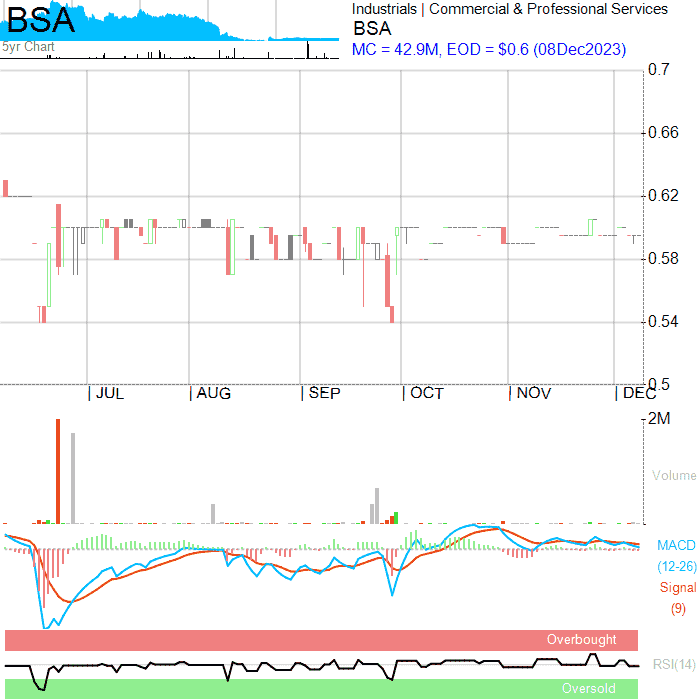 BSA
5yr Chart
Industrials | Commercial & Professional Services
BSA
MC = 42.9M, EOD = $0.6 (08Dec2023)
0.7
0.66
0.62
0.58
0.54
0.5
JUL AUG SEP OCT NOV DEC
2M
Volume
MACD
(12-26)
Signal
(9)
Overbought
RSI(14)
Oversold